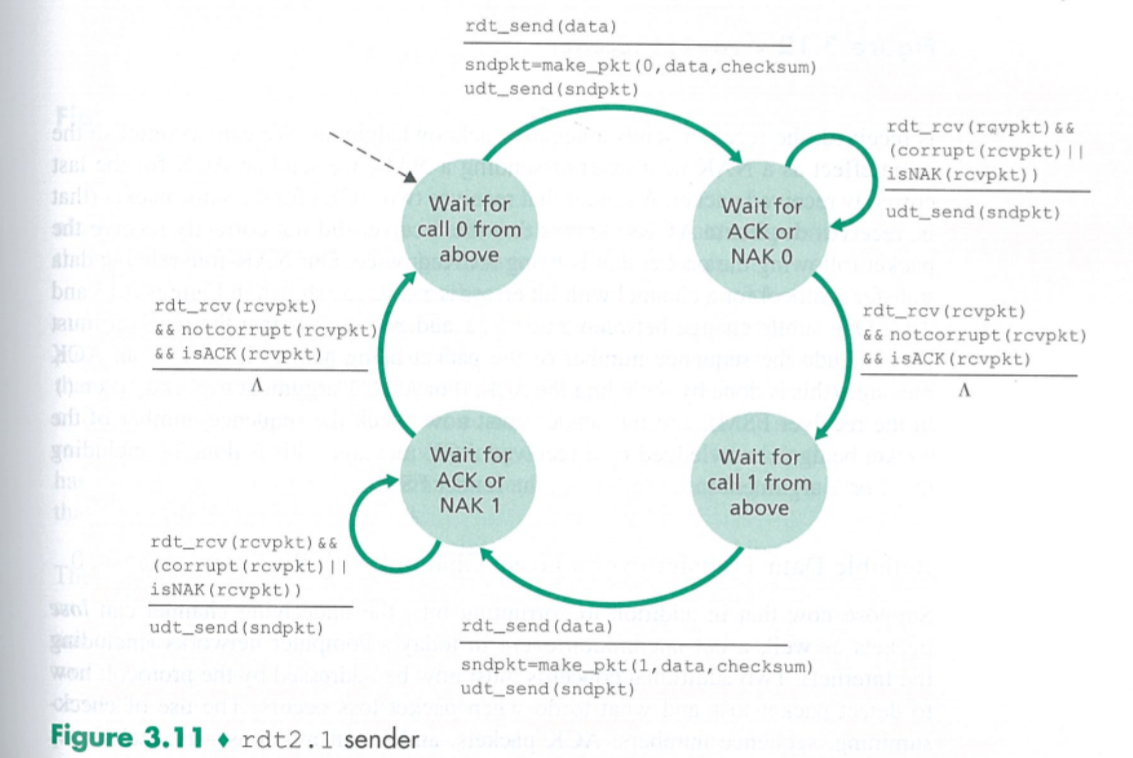 rdt_send(data)
sndpkt=make_pkt(0,data,checksum)
udt_send(sndpkt)
Wait for
call 0 from
above
Wait for
ACK or
NAK 0
rdt_rcv(rcvpkt)&&
(corrupt(rcvpkt)||
isNAK(rcvpkt))
udt_send(sndpkt)
rdt_rcv(rcvpkt)
&& notcorrupt(rcvpkt)
&& isACK(rcvpkt)
Λ
rdt_rcv(rcvpkt)
&& notcorrupt(rcvpkt)
&& isACK(rcvpkt)
Λ
Wait for
ACK or
NAK 1
Wait for
call 1 from
above
rdt_rcv(rcvpkt)&&
(corrupt(rcvpkt)||
isNAK(rcvpkt))
udt_send(sndpkt)
rdt_send(data)
sndpkt=make_pkt(1,data,checksum)
udt_send(sndpkt)
Figure 3.11 ♦ rdt2.1 sender